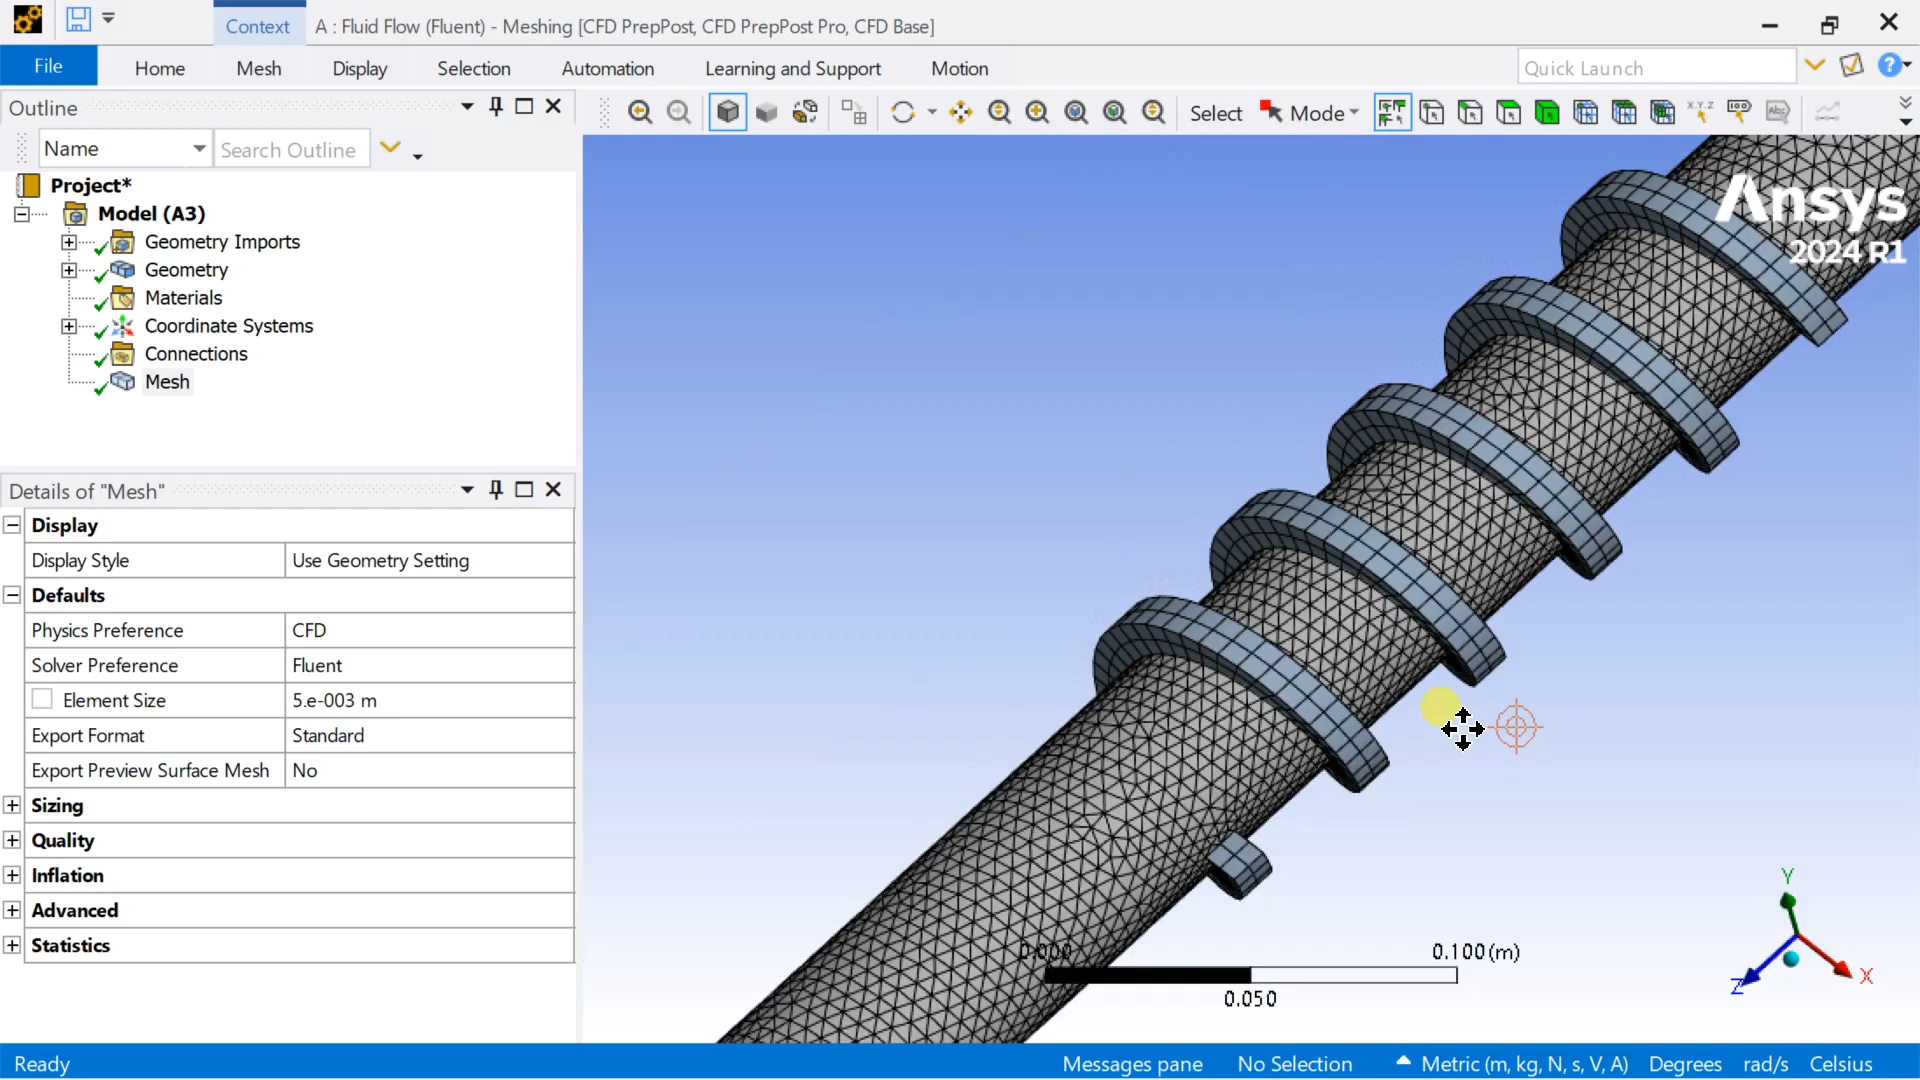 Context
A : Fluid Flow (Fluent) - Meshing [CFD PrepPost, CFD PrepPost Pro, CFD Base]
File Home Mesh Display Selection Automation Learning and Support Motion Quick Launch
Outline
Select Mode
Name Search Outline
Project*
Model (A3)
Geometry Imports
Geometry
Materials
Coordinate Systems
Connections
Mesh
Ansys
2024 R1
Details of "Mesh"
Display
Display Style Use Geometry Setting
Defaults
Physics Preference CFD
Solver Preference Fluent
Element Size 5.e-003 m
Export Format Standard
Export Preview Surface Mesh No
Sizing
Quality
Inflation
Advanced
Statistics
0.000 0.100(m)
0.050
Y
X
Z
Ready Messages pane No Selection Metric (m, kg, N, s, V, A) Degrees rad/s Celsius